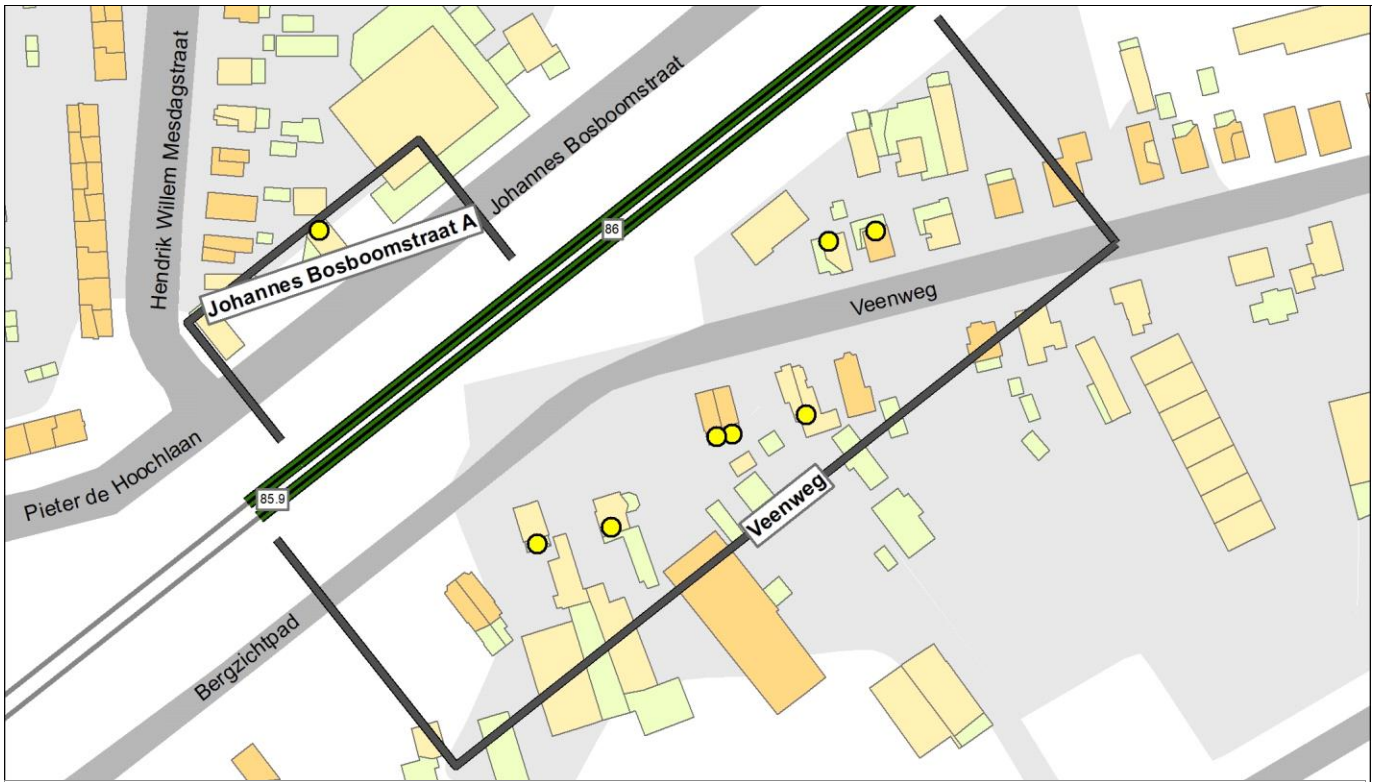 Hendrik Willem Mesdagstraat
Johannes Bosboomstraat
86
Johannes Bosboomstraat A
Veenweg
Pieter de Hoochlaan
85.9
Veenweg
Bergzichtpad